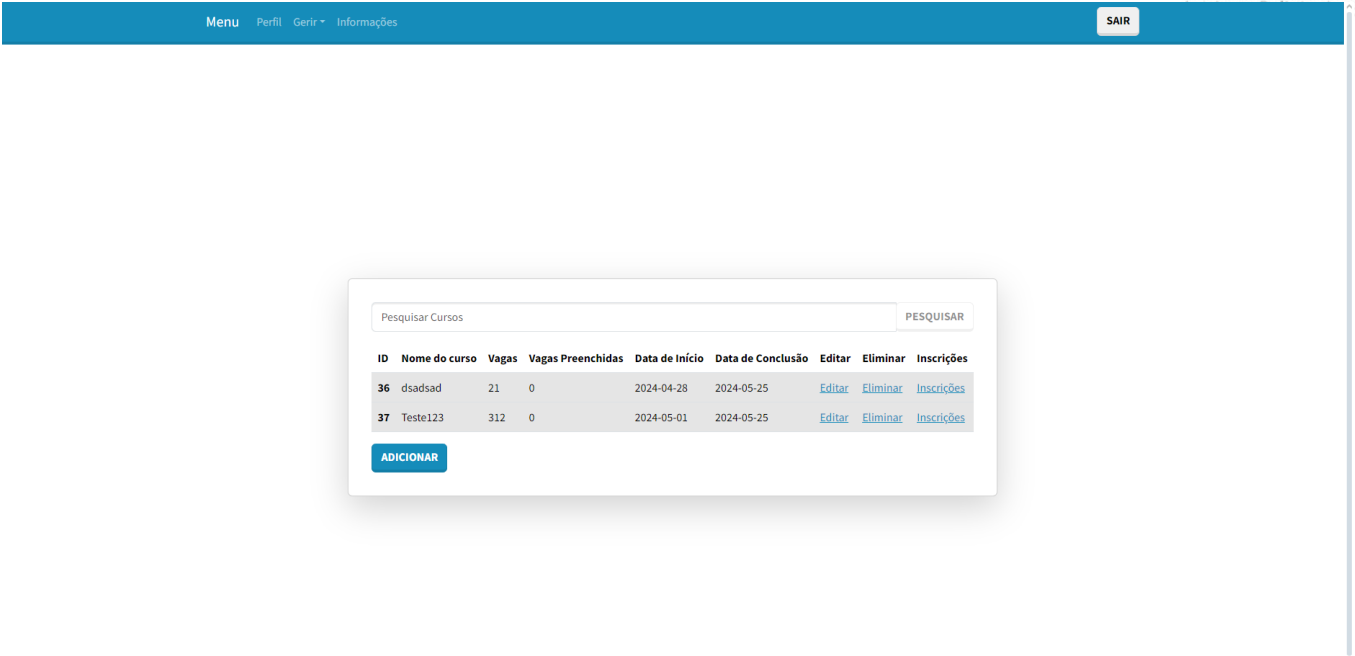 Menu Perfil Gerir Informações SAIR
Pesquisar Cursos PESQUISAR
ID Nome do curso Vagas Vagas Preenchidas Data de Início Data de Conclusão Editar Eliminar Inscrições
36 dsadsad 21 0 2024-04-28 2024-05-25 Editar Eliminar Inscrições
37 Teste123 312 0 2024-05-01 2024-05-25 Editar Eliminar Inscrições
ADICIONAR